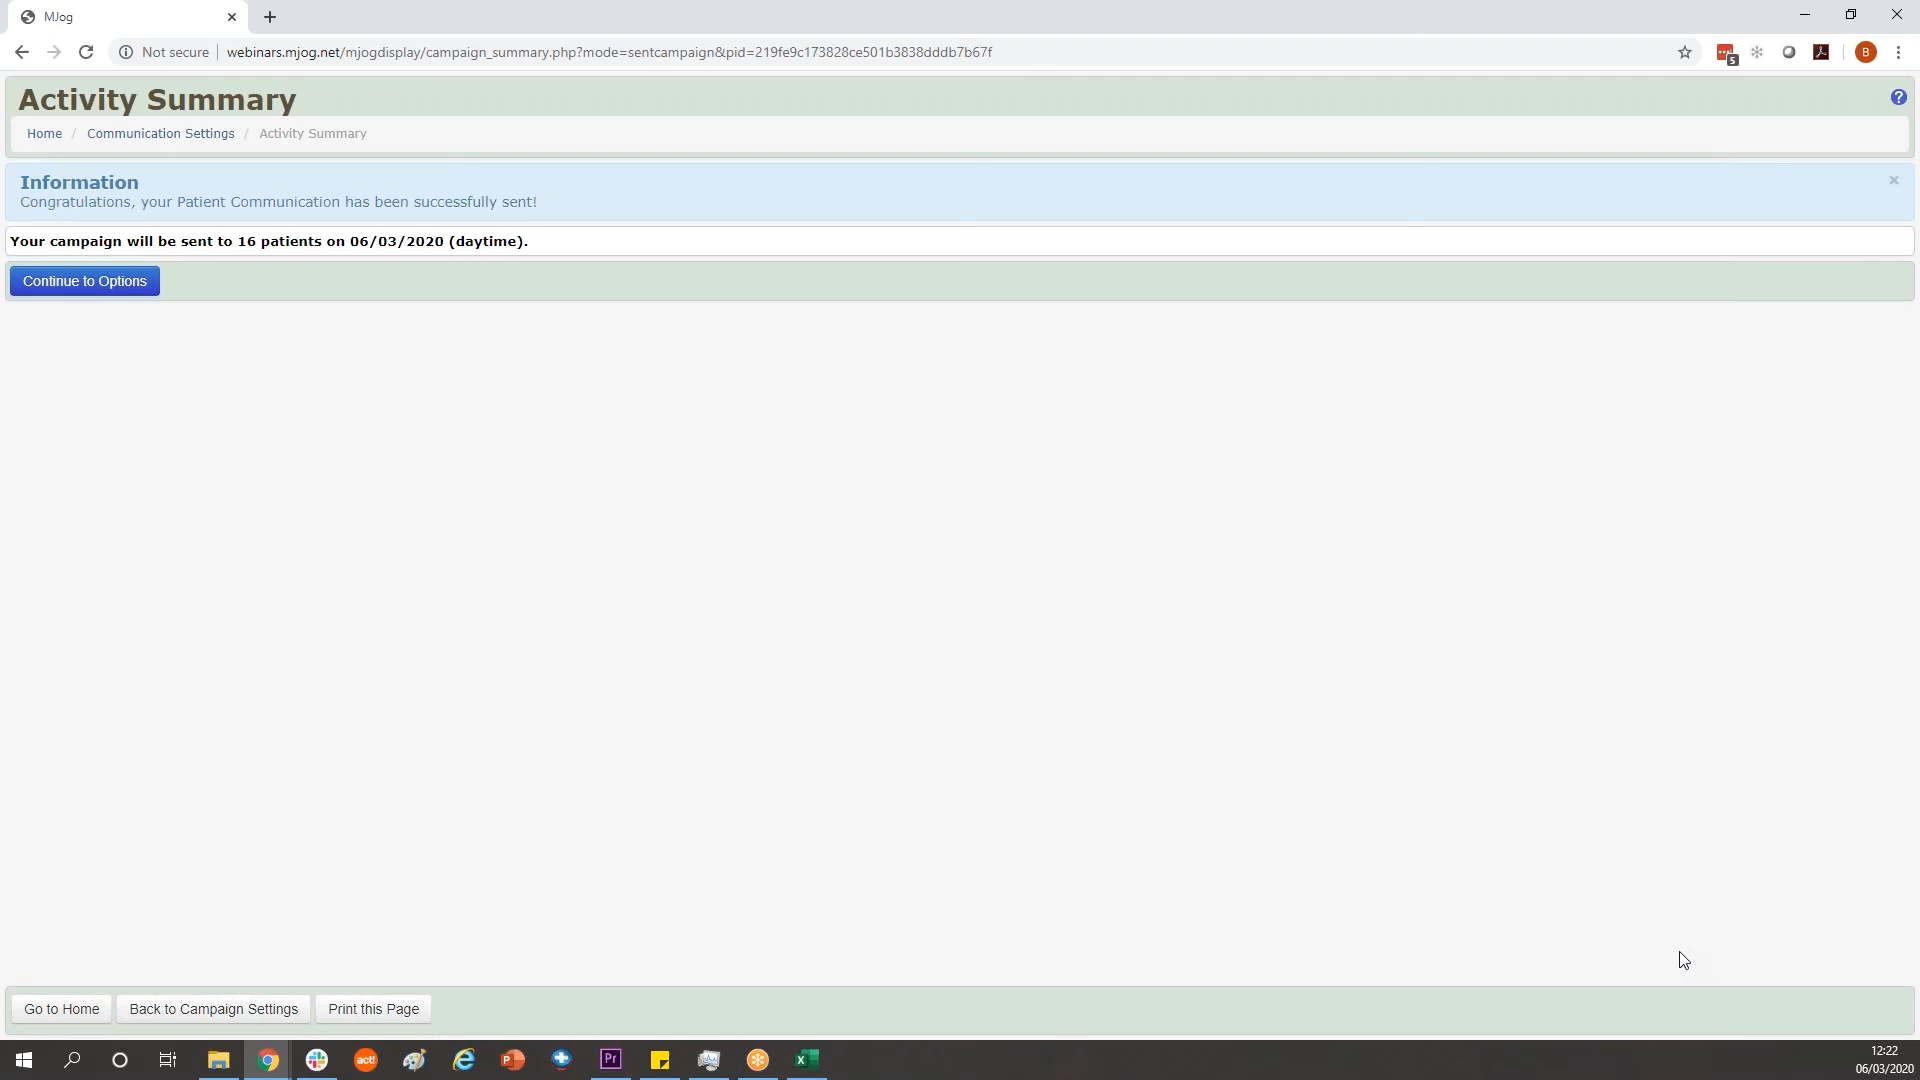 MJog
Not secure
webinars.mjog.net/mjogdisplay/campaign_summary.php?mode=sentcampaign&pid=219fe9c173828ce501b3838dddb7b67f
5
B
Activity Summary
?
Home / Communication Settings / Activity Summary
Information
Congratulations, your Patient Communication has been successfully sent!
Your campaign will be sent to 16 patients on 06/03/2020 (daytime).
Continue to Options
Go to Home
Back to Campaign Settings
Print this Page
act!
Pr
12:22
06/03/2020